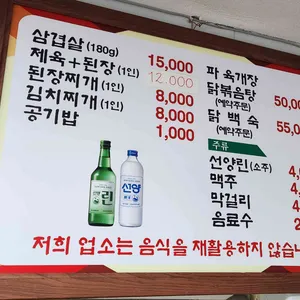 삼겹살 (180g) 15,000
제육+된장 (1인) 12,000
된장찌개 (1인) 8,000
김치찌개 (1인) 8,000
공기밥 1,000
파 육개장
닭볶음탕 50,00
(예약주문)
닭 백 숙 55,00
(예약주문)
주류
선양린(소주) 4,
맥주 4,
막걸리
음료수 2
린
선양
저희 업소는 음식을 재활용하지 않습니